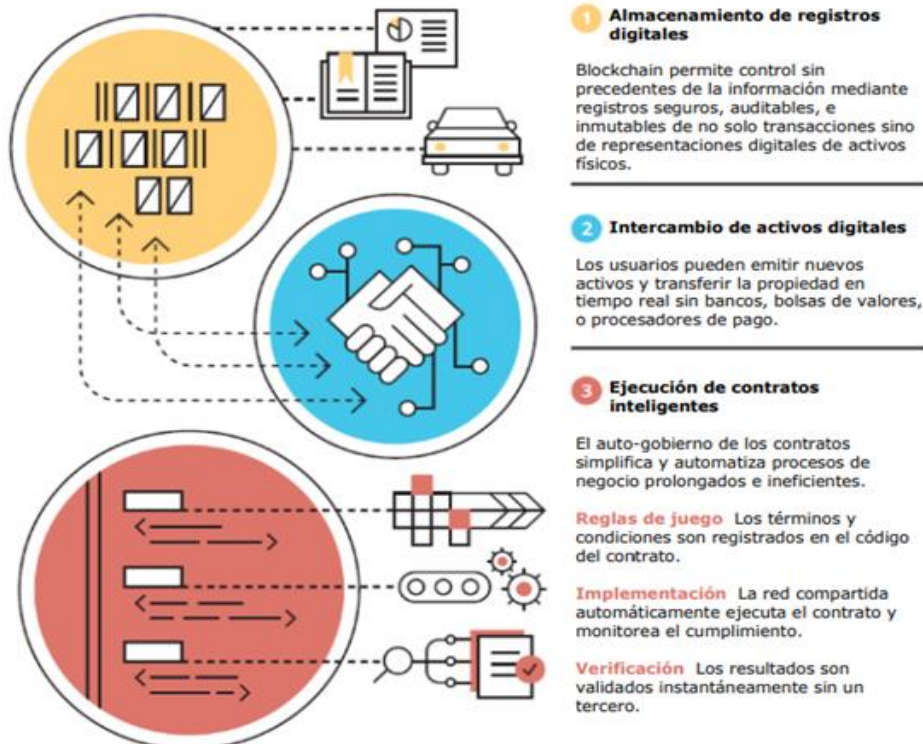 1 Almacenamiento de registros
digitales
Blockchain permite control sin
precedentes de la información mediante
registros seguros, auditables, e
inmutables de no solo transacciones sino
de representaciones digitales de activos
físicos.
2 Intercambio de activos digitales
Los usuarios pueden emitir nuevos
activos y transferir la propiedad en
tiempo real sin bancos, bolsas de valores,
o procesadores de pago.
3 Ejecución de contratos
inteligentes
El auto-gobierno de los contratos
simplifica y automatiza procesos de
negocio prolongados e ineficientes.
Reglas de juego Los términos y
condiciones son registrados en el código
del contrato.
Implementación La red compartida
automáticamente ejecuta el contrato y
monitorea el cumplimiento.
Verificación Los resultados son
validados instantáneamente sin un
tercero.